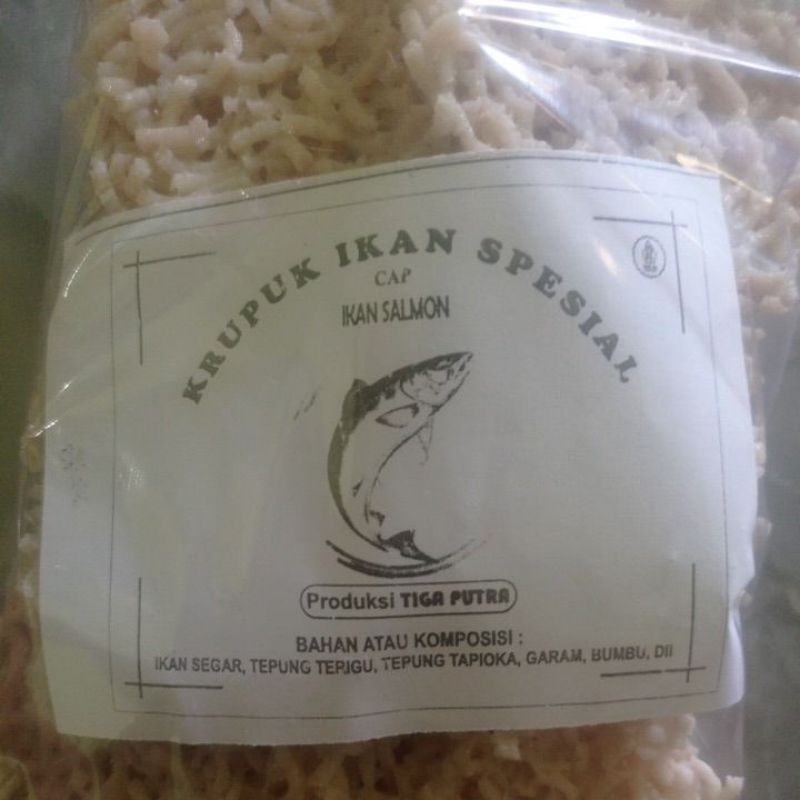 KRUPUK IKAN SPESIAL
CAP
IKAN SALMON
Produksi TIGA PUTRA
BAHAN ATAU KOMPOSISI :
IKAN SEGAR, TEPUNG TERIGU, TEPUNG TAPIOKA, GARAM, BUMBU, Dll